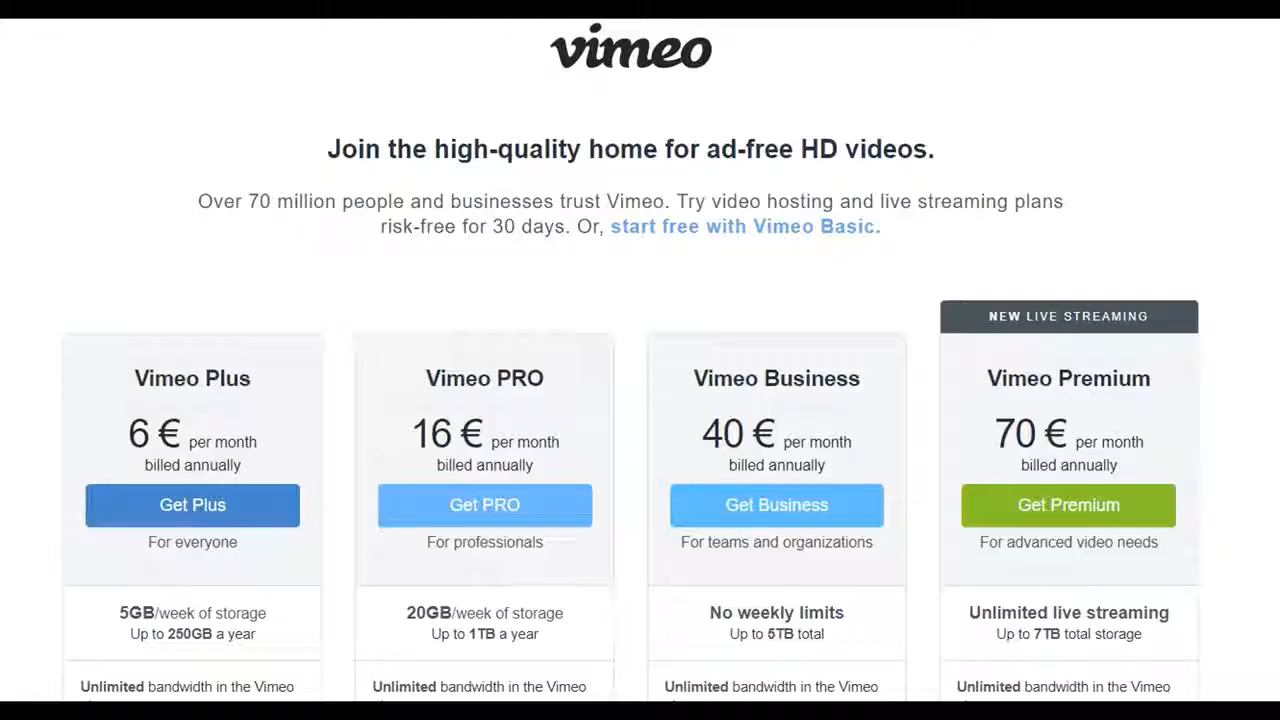 vimeo
Join the high-quality home for ad-free HD videos.
Over 70 million people and businesses trust Vimeo. Try video hosting and live streaming plans
risk-free for 30 days. Or, start free with Vimeo Basic.
NEW LIVE STREAMING
Vimeo Plus
6 € per month
billed annually
Get Plus
For everyone
5GB/week of storage
Up to 250GB a year
Unlimited bandwidth in the Vimeo
Vimeo PRO
16 € per month
billed annually
Get PRO
For professionals
20GB/week of storage
Up to 1TB a year
Unlimited bandwidth in the Vimeo
Vimeo Business
40 € per month
billed annually
Get Business
For teams and organizations
No weekly limits
Up to 5TB total
Unlimited bandwidth in the Vimeo
Vimeo Premium
70 € per month
billed annually
Get Premium
For advanced video needs
Unlimited live streaming
Up to 7TB total storage
Unlimited bandwidth in the Vimeo